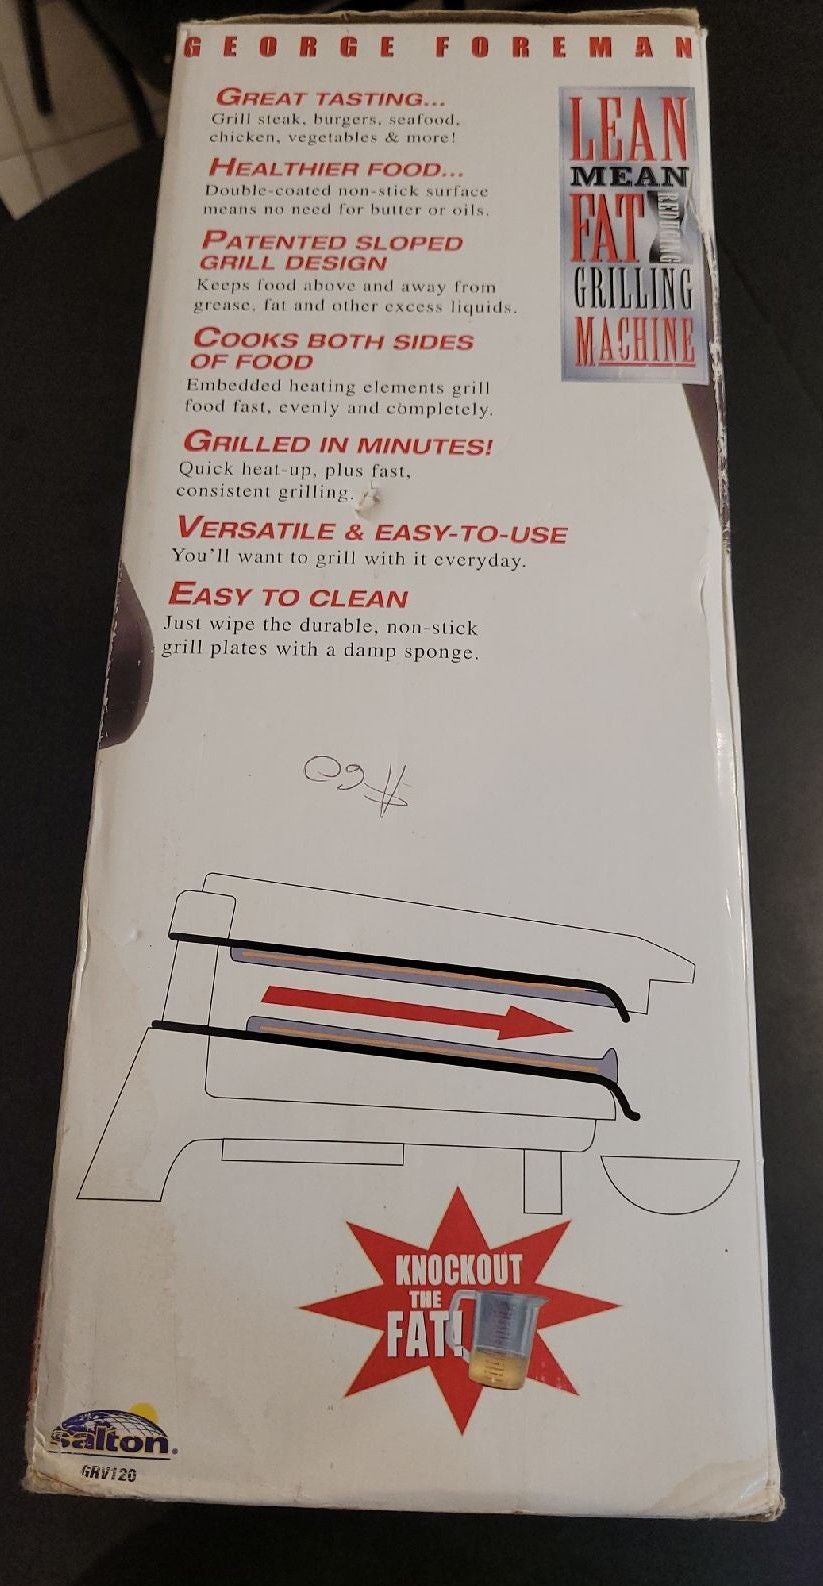 GEORGE FOREMAN
GREAT TASTING...
Grill steak, burgers, seafood,
chicken, vegetables & more!
HEALTHIER FOOD...
Double-coated non-stick surface
means no need for butter or oils.
PATENTED SLOPED
GRILL DESIGN
Keeps food above and away from
grease, fat and other excess liquids.
COOKS BOTH SIDES
OF FOOD
Embedded heating elements grill
food fast, evenly and completely.
GRILLED IN MINUTES!
Quick heat-up, plus fast,
consistent grilling.
VERSATILE & EASY-TO-USE
You'll want to grill with it everyday.
EASY TO CLEAN
Just wipe the durable, non-stick
grill plates with a damp sponge.
LEAN
MEAN
FAT REDUCING
GRILLING
MACHINE
KNOCKOUT
THE
FAT!
salton.
GRV120